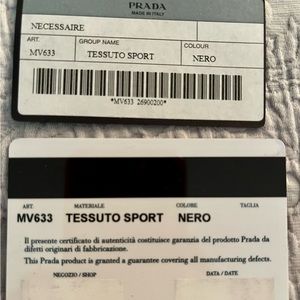 PRADA
MADE IN ITALY
NECESSAIRE
ART. GROUP NAME COLOUR
MV633 TESSUTO SPORT NERO
*MV633 26900200*
ART. MATERIALE COLORE TAGLIA
MV633 TESSUTO SPORT NERO
Il presente certificato di autenticità costituisce garanzia del prodotto Prada da
difetti originari di fabbricazione.
This Prada product is granted a guarantee covering all manufacturing defects.
NEGOZIO / SHOP DATA / DATE